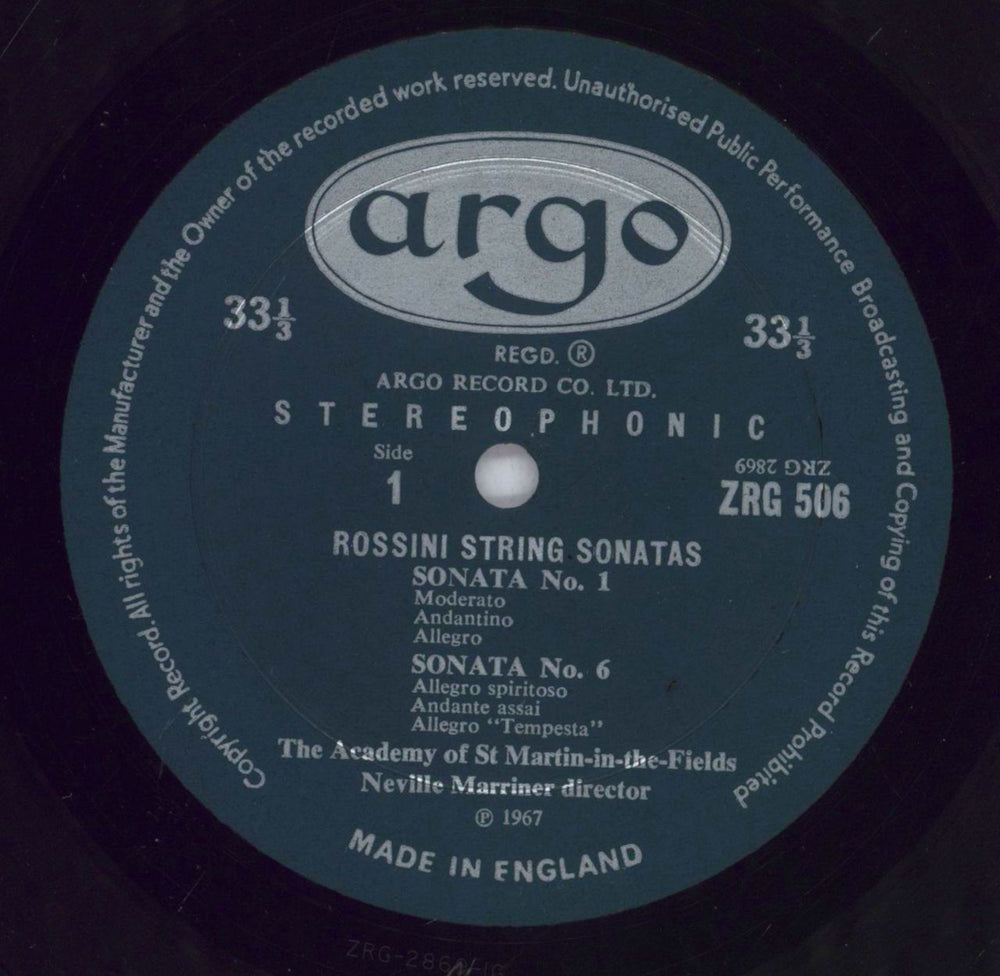 Copyright Record. All rights of the Manufacturer and the Owner of the recorded work reserved. Unauthorised Public Performance Broadcasting and Copying of this Record Prohibited
argo
33⅓
33⅓
REGD. ®
ARGO RECORD CO. LTD.
STEREOPHONIC
Side
1
ZRG 2869
ZRG 506
ROSSINI STRING SONATAS
SONATA No. 1
Moderato
Andantino
Allegro
SONATA No. 6
Allegro spiritoso
Andante assai
Allegro "Tempesta"
The Academy of St Martin-in-the-Fields
Neville Marriner director
℗ 1967
MADE IN ENGLAND